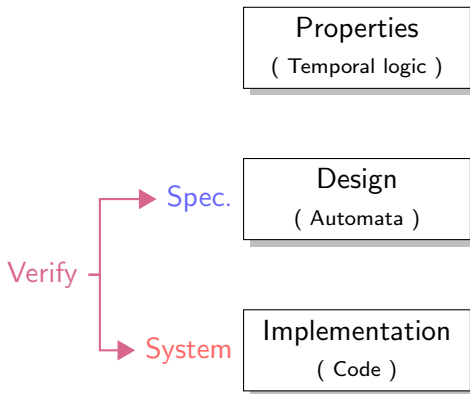 Properties
( Temporal logic )
Spec.
Design
( Automata )
Verify
System
Implementation
( Code )